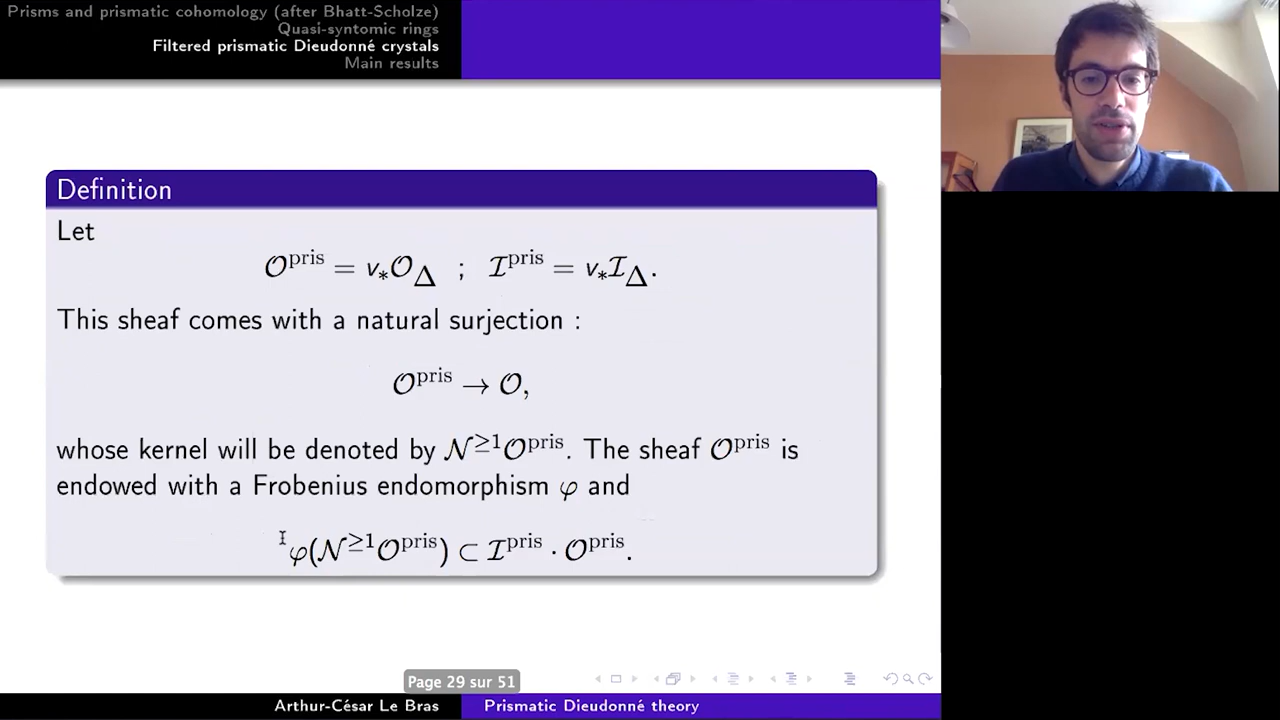 Prisms and prismatic cohomology (after Bhatt-Scholze)
Quasi-syntomic rings
Filtered prismatic Dieudonné crystals
Main results
Definition
Let
𝒪^pris = v_*𝒪_Δ ; ℐ^pris = v_*ℐ_Δ.
This sheaf comes with a natural surjection :
𝒪^pris → 𝒪,
whose kernel will be denoted by 𝒩^≥1𝒪^pris. The sheaf 𝒪^pris is
endowed with a Frobenius endomorphism φ and
φ(𝒩^≥1𝒪^pris) ⊂ ℐ^pris · 𝒪^pris.
Page 29 sur 51
Arthur-César Le Bras Prismatic Dieudonné theory